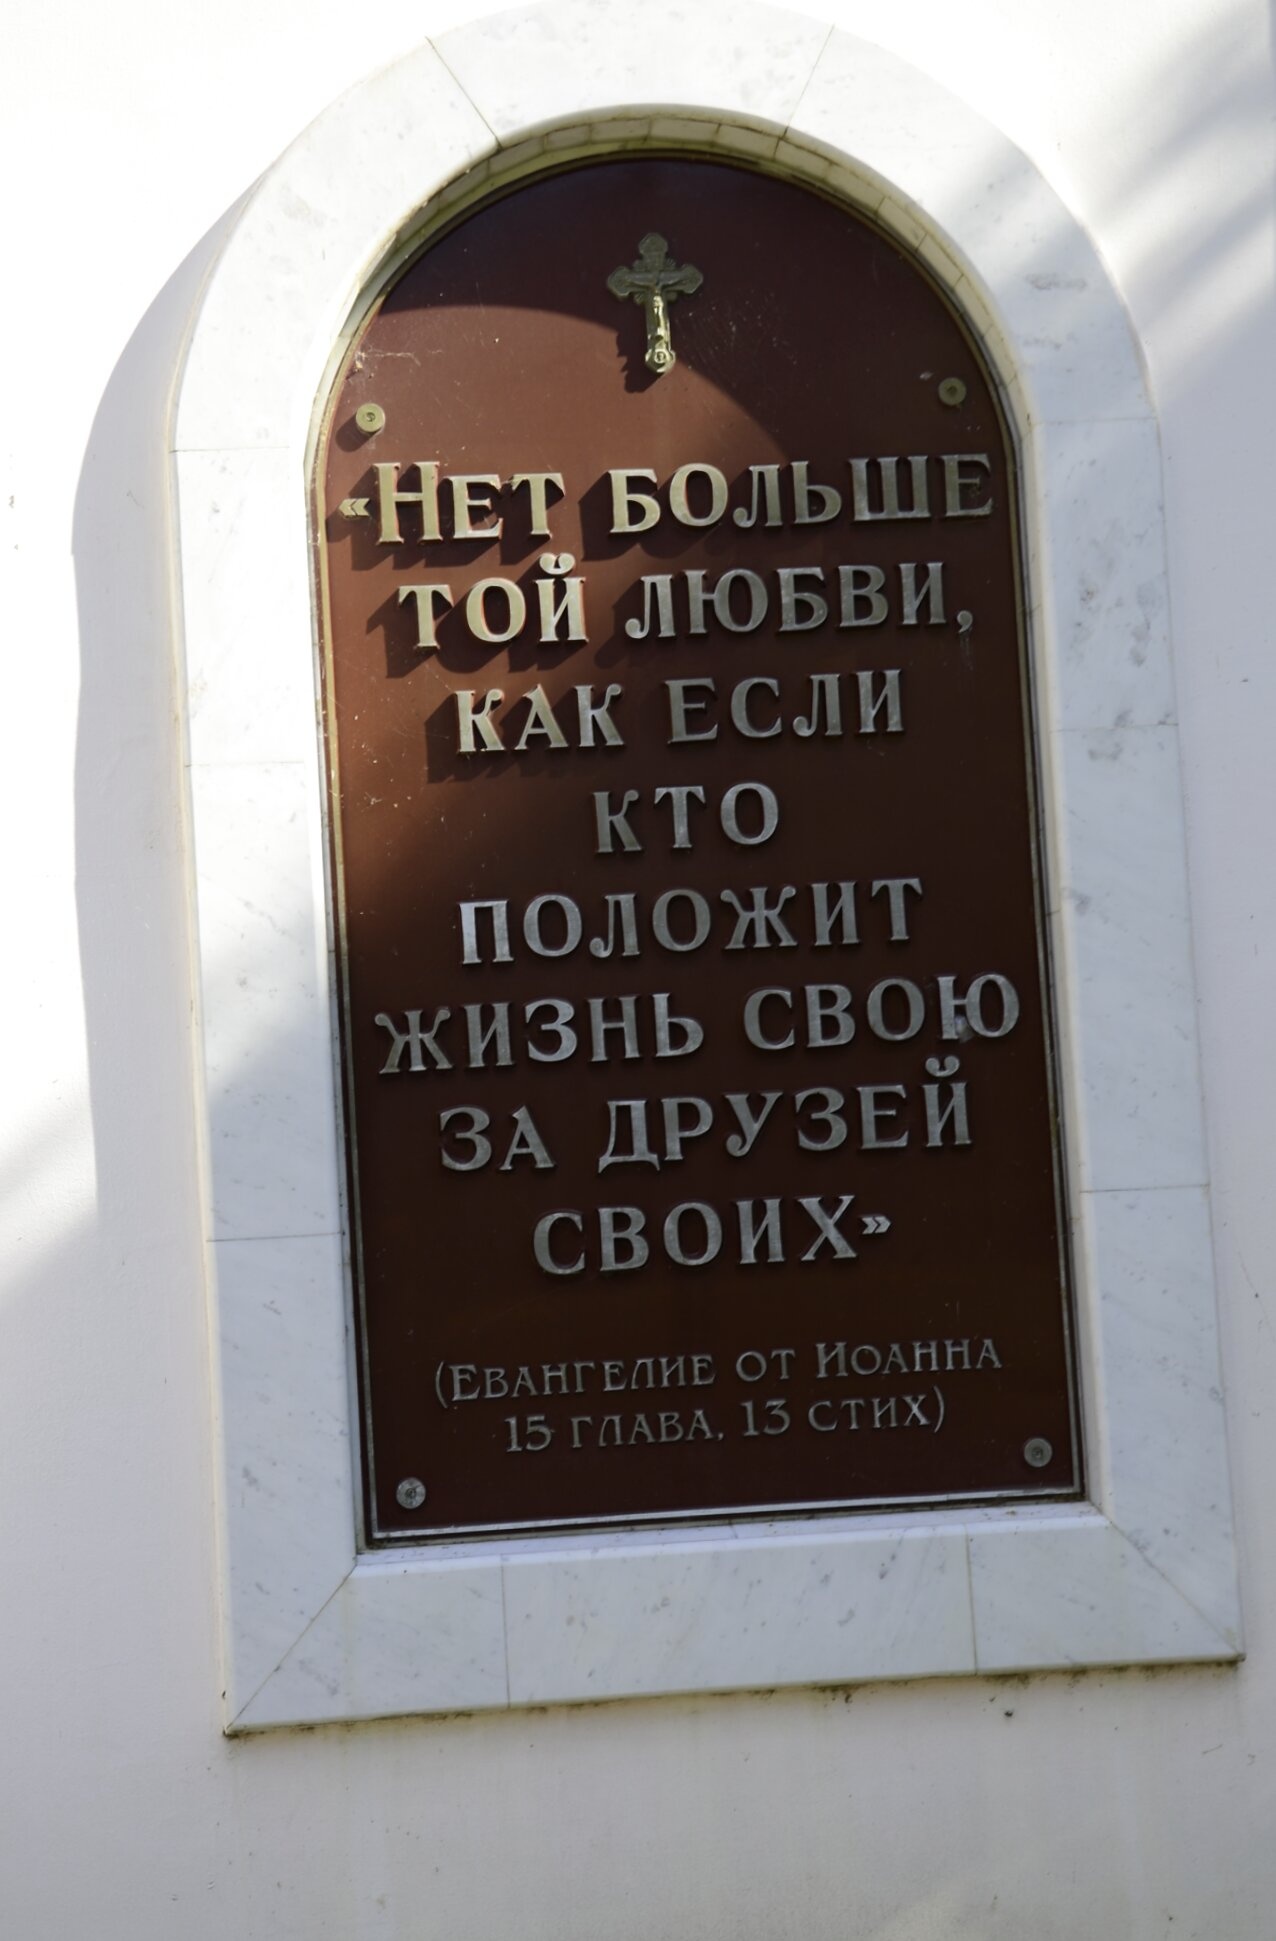 «Нет больше
той любви,
как если
кто
положит
жизнь свою
за друзей
своих»
(Евангелие от Иоанна
15 глава, 13 стих)